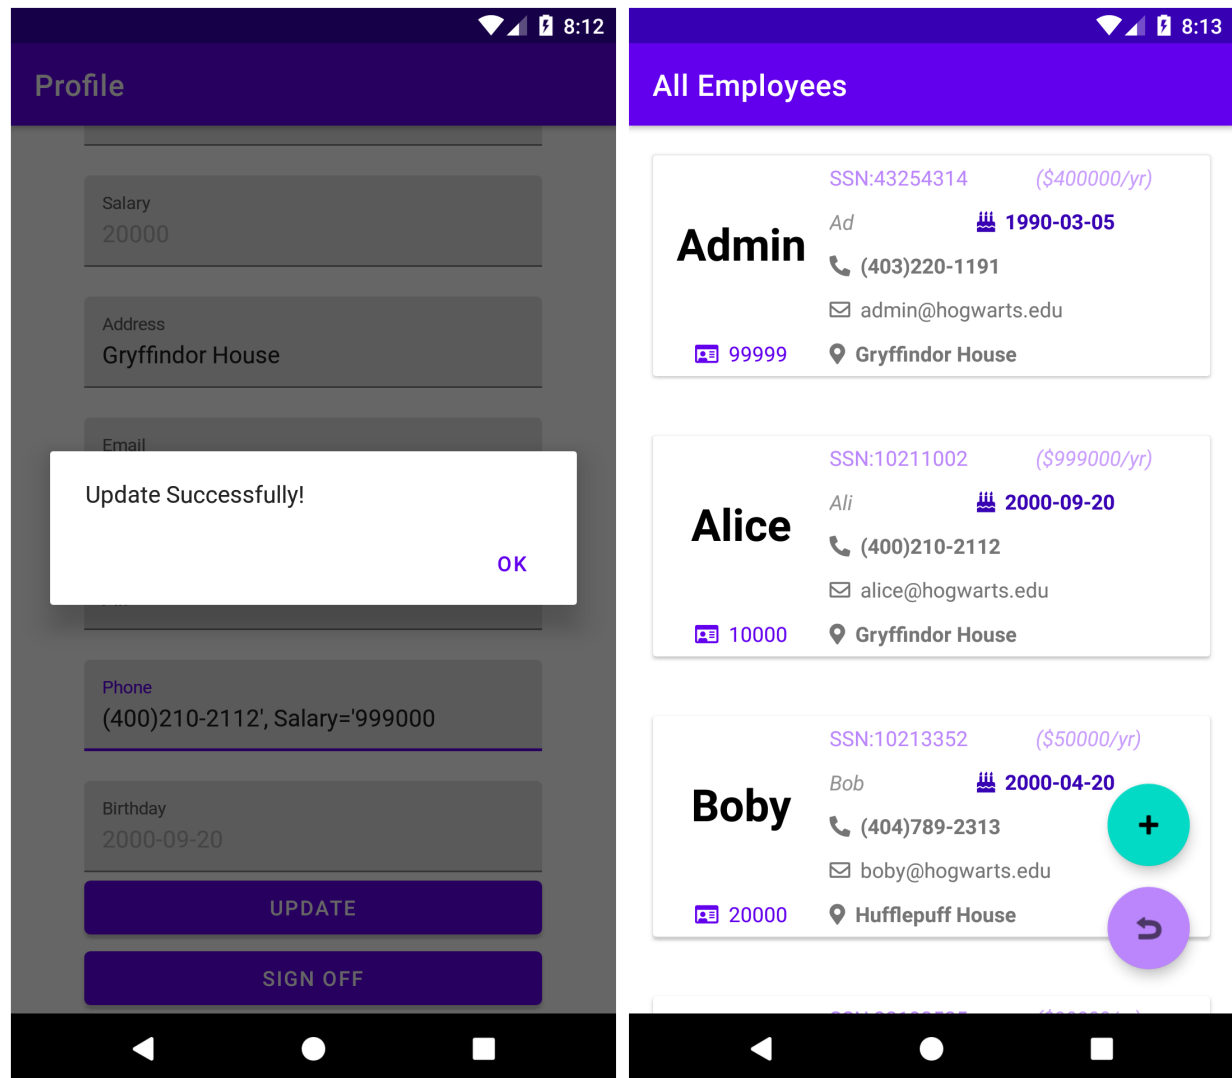 8:12
Profile
Salary
20000
Address
Gryffindor House
Email
Update Successfully!
OK
Phone
(400)210-2112', Salary='999000
Birthday
2000-09-20
UPDATE
SIGN OFF
8:13
All Employees
SSN:43254314 ($400000/yr)
Ad 1990-03-05
Admin
(403)220-1191
admin@hogwarts.edu
99999 Gryffindor House
SSN:10211002 ($999000/yr)
Ali 2000-09-20
Alice
(400)210-2112
alice@hogwarts.edu
10000 Gryffindor House
SSN:10213352 ($50000/yr)
Bob 2000-04-20
Boby
(404)789-2313
+
boby@hogwarts.edu
20000 Hufflepuff House